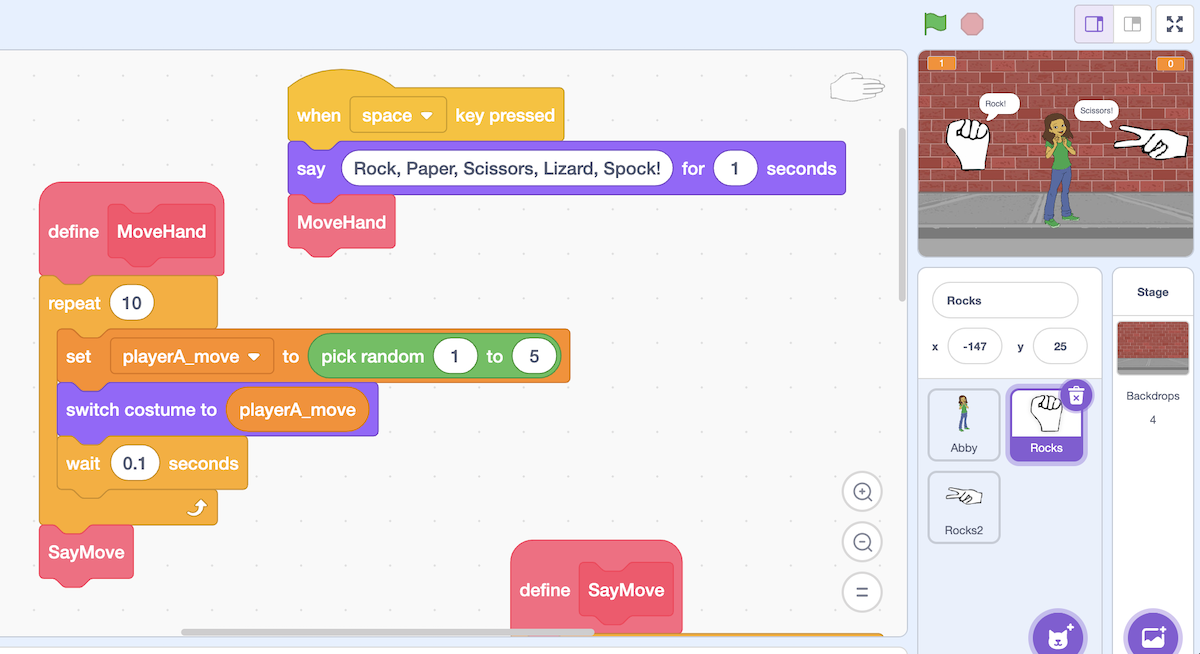 when space key pressed
say Rock, Paper, Scissors, Lizard, Spock! for 1 seconds
MoveHand
define MoveHand
repeat 10
set playerA_move to pick random 1 to 5
switch costume to playerA_move
wait 0.1 seconds
SayMove
define SayMove
1
0
Rock!
Scissors!
Rocks
x -147 y 25
Abby
Rocks
Rocks2
Stage
Backdrops
4